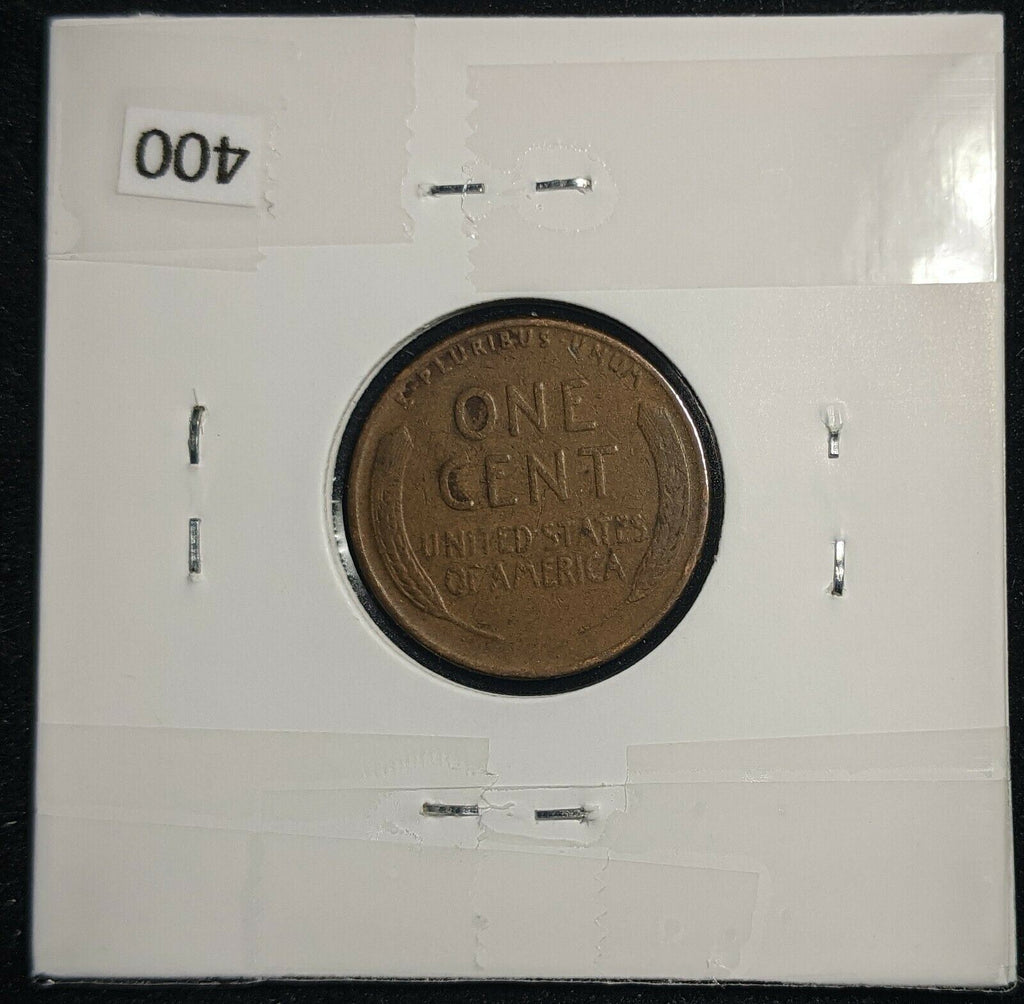 400
E · PLURIBUS · UNUM
ONE
CENT
UNITED STATES
OF AMERICA